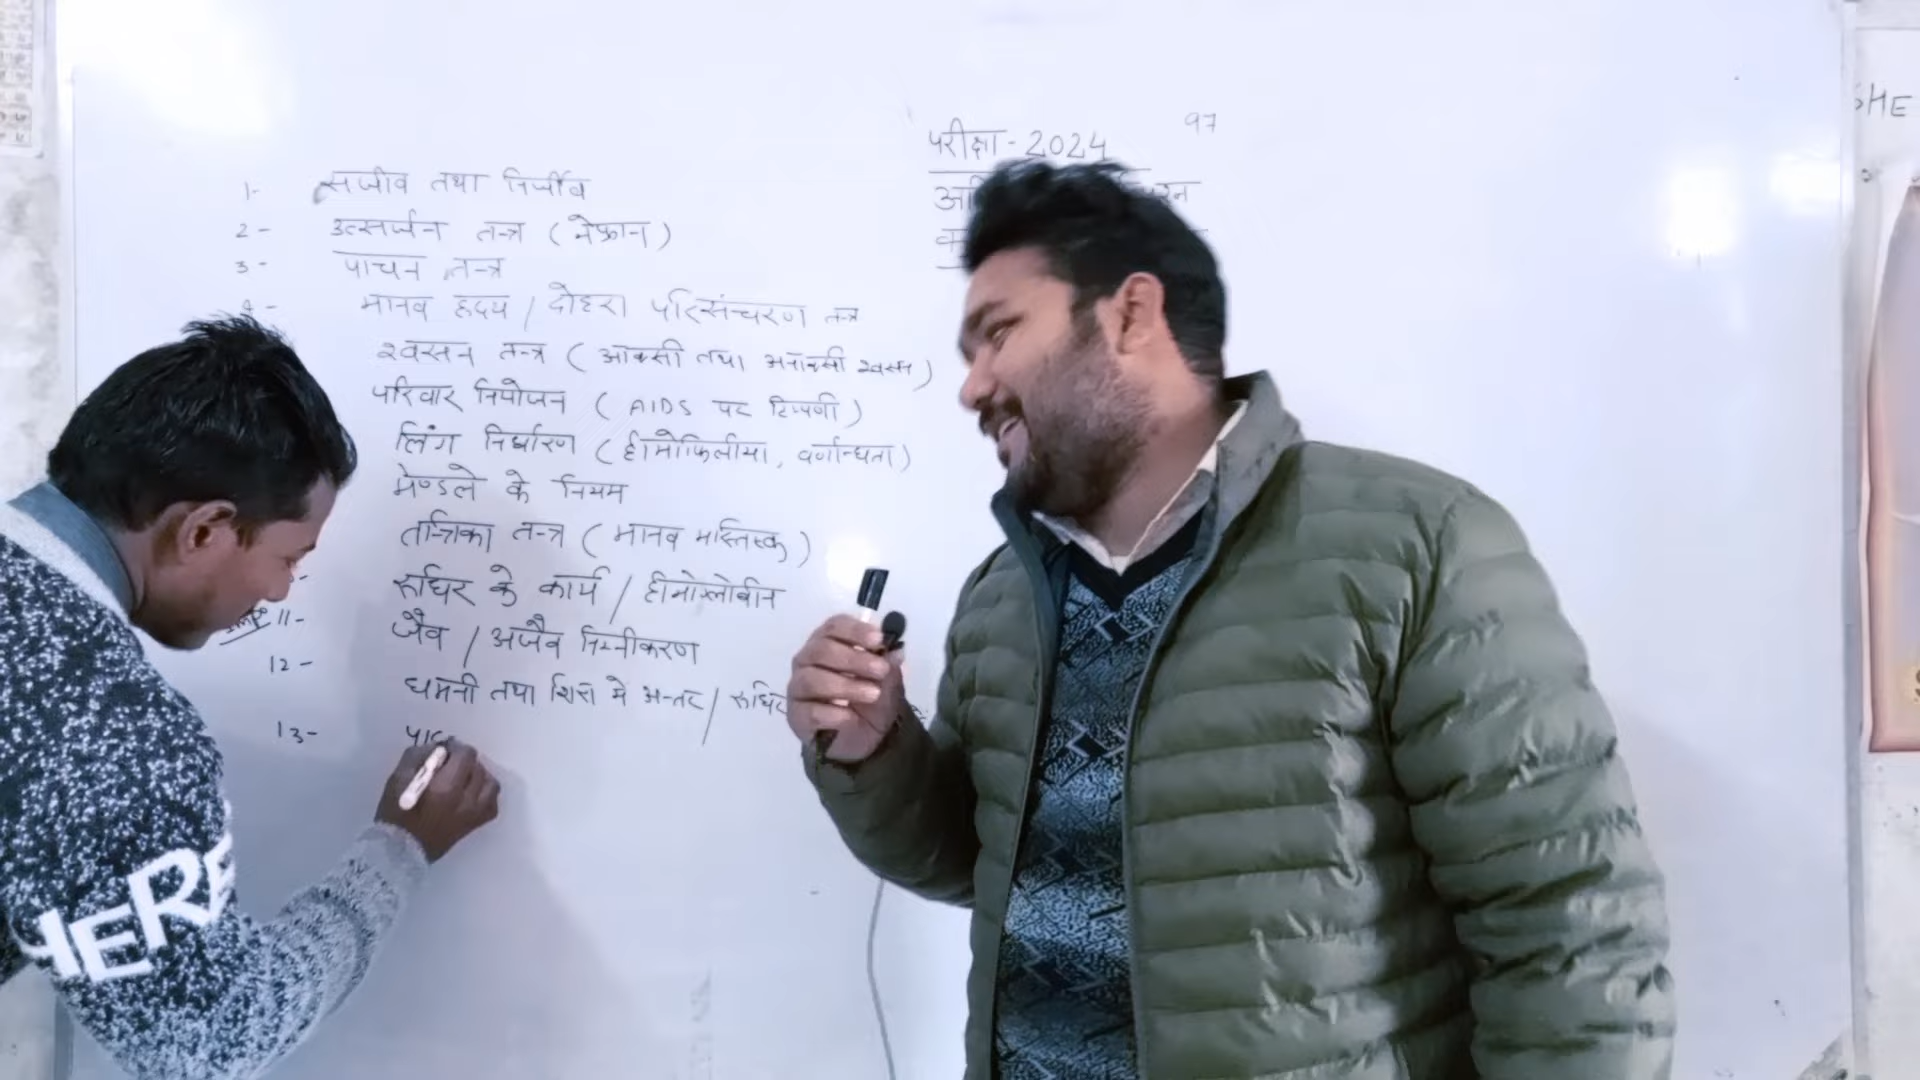 परीक्षा - 2024 97
1- सजीव तथा निर्जीव
2 - उत्सर्जन तन्त्र ( नेफ्रान )
3 - पाचन तन्त्र
4 - मानव हृदय / दोहरा परिसंचरण तन्त्र
श्वसन तन्त्र ( ऑक्सी तथा अनॉक्सी श्वसन )
परिवार नियोजन ( AIDS पर टिप्पणी )
लिंग निर्धारण ( हीमोफिलीया, वर्णान्धता )
मेण्डले के नियम
तन्त्रिका तन्त्र ( मानव मस्तिस्क )
रुधिर के कार्य / हीमोग्लोबीन
11- जैव / अजैव निम्नीकरण
12 - धमनी तथा शिरा मे अन्तर / रुधिर
13-
HERE
SHE